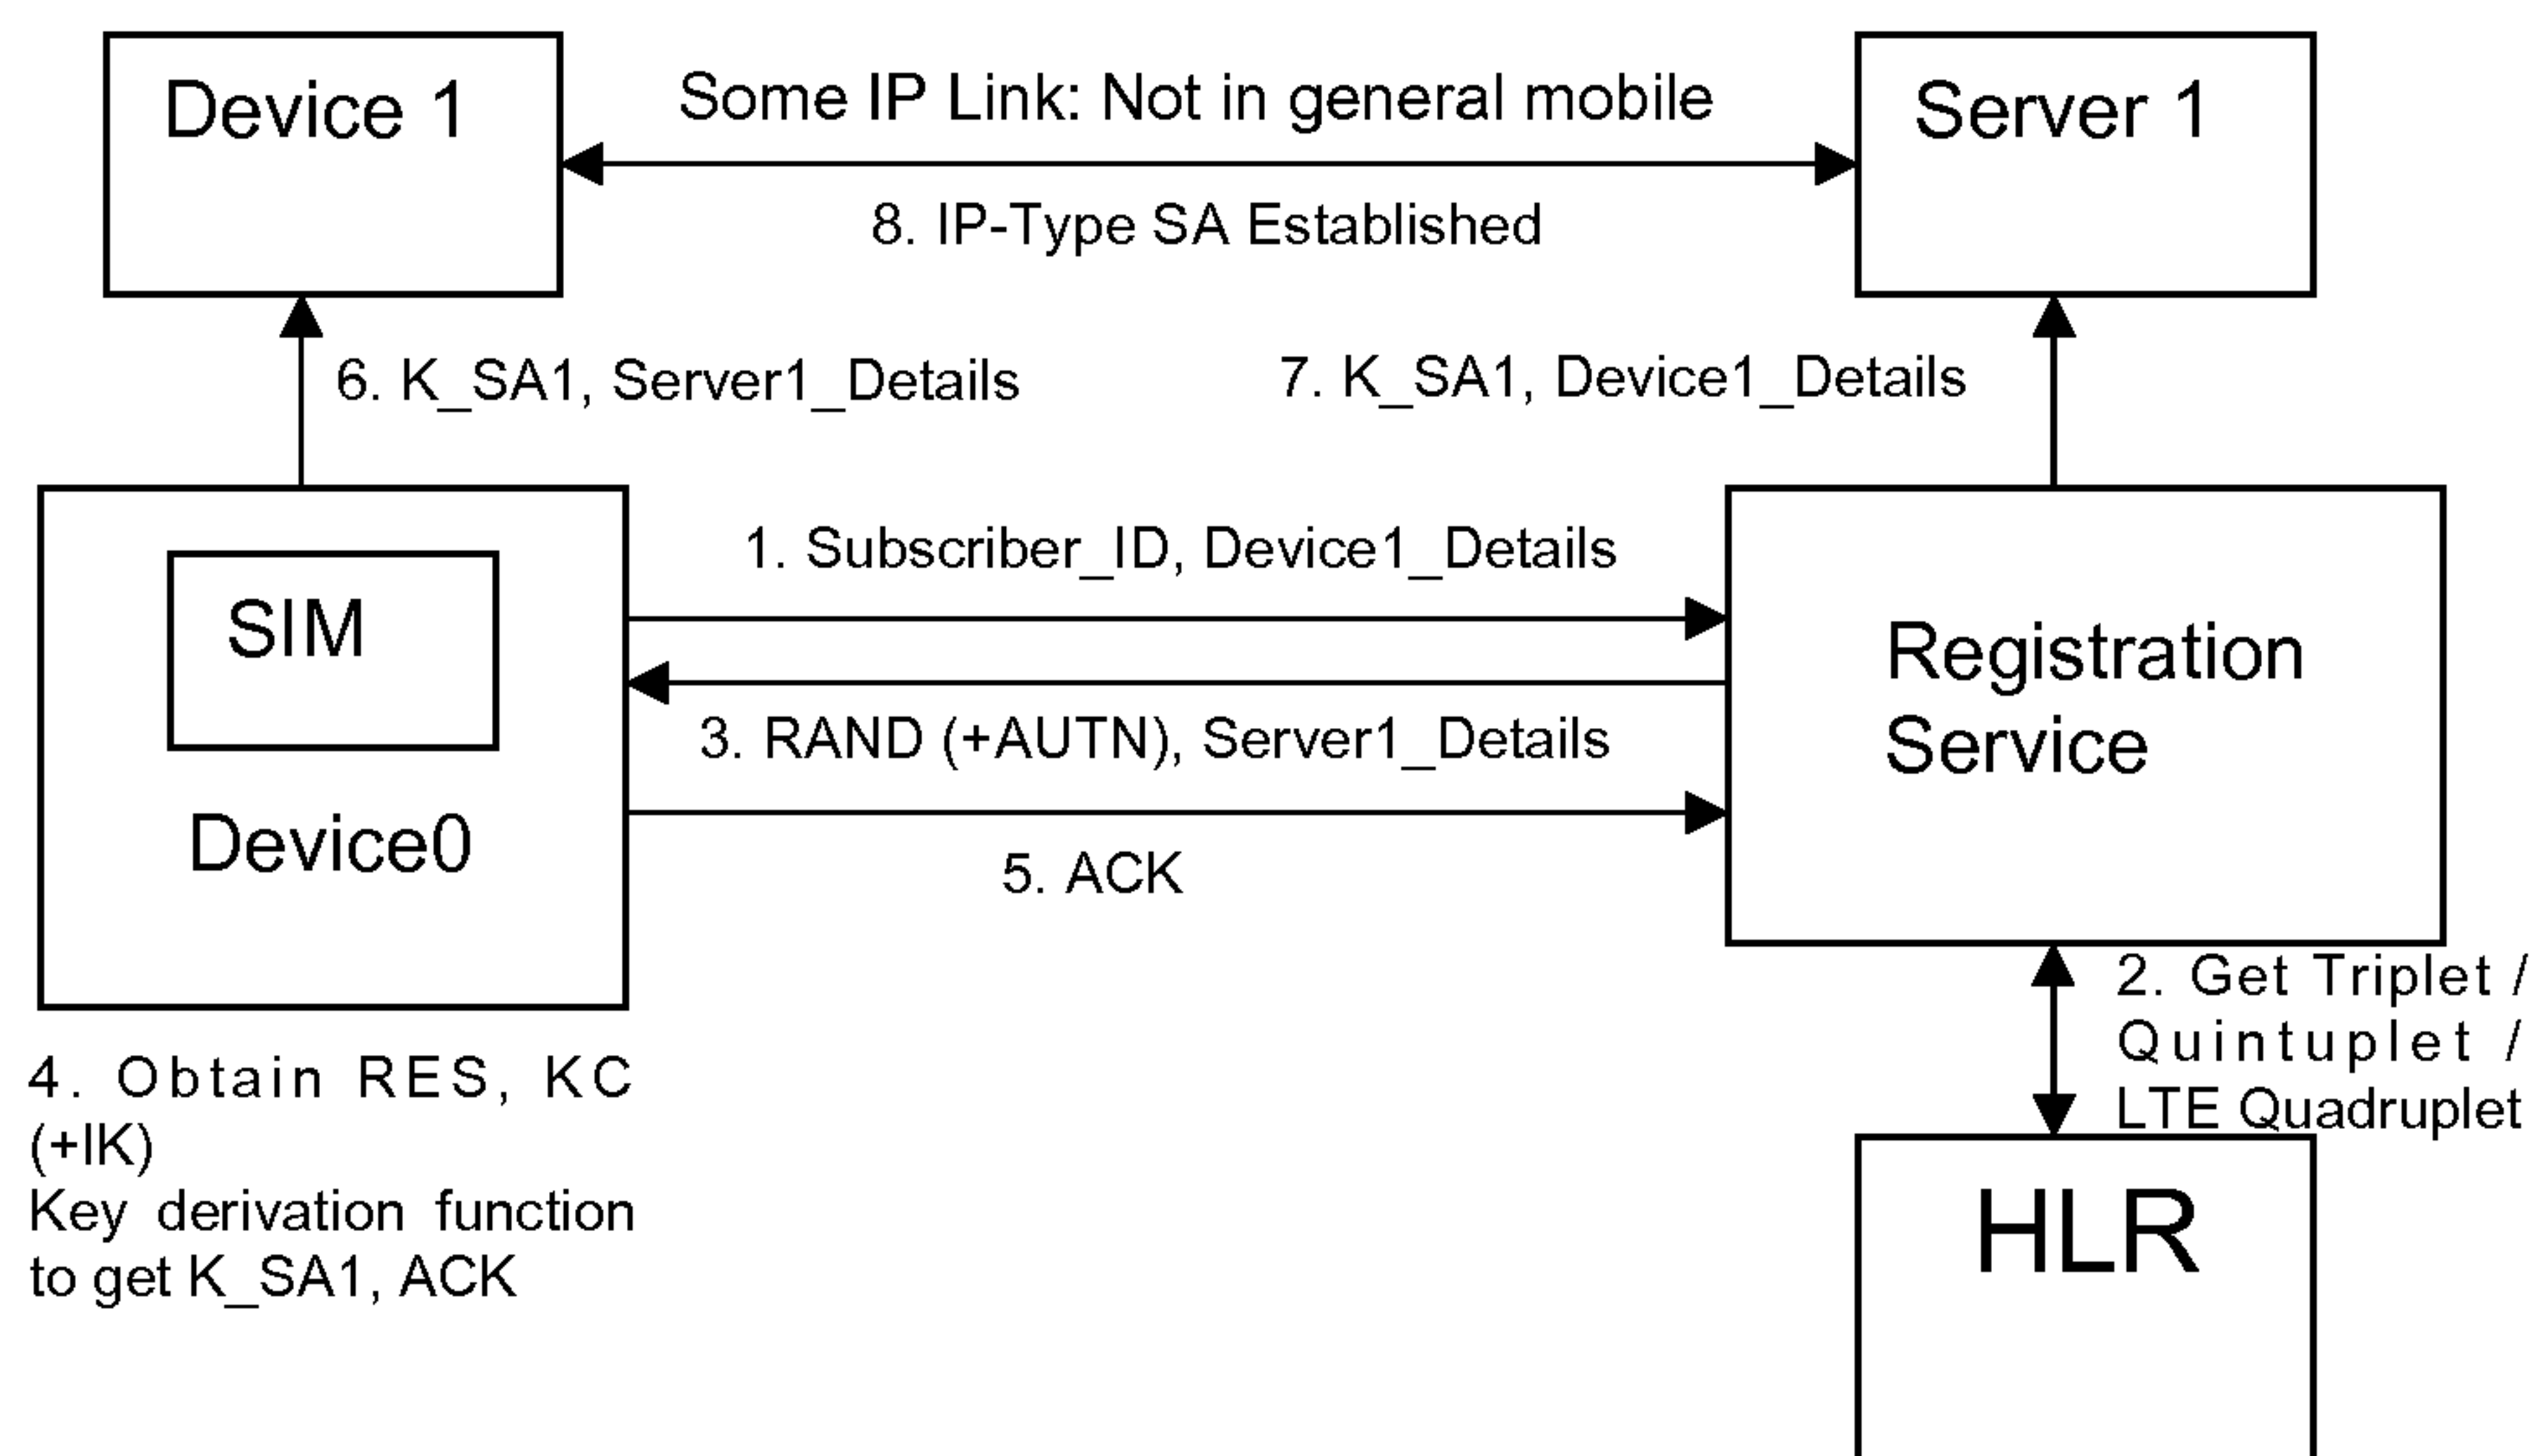 Device 1
Some IP Link: Not in general mobile
Server 1
8. IP-Type SA Established
6. K_SA1, Server1_Details
7. K_SA1, Device1_Details
1. Subscriber_ID, Device1_Details
SIM
Registration
Service
3. RAND (+AUTN), Server1_Details
Device0
5. ACK
2. Get Triplet /
Quintuplet /
LTE Quadruplet
4. Obtain RES, KC
(+IK)
Key derivation function
to get K_SA1, ACK
HLR